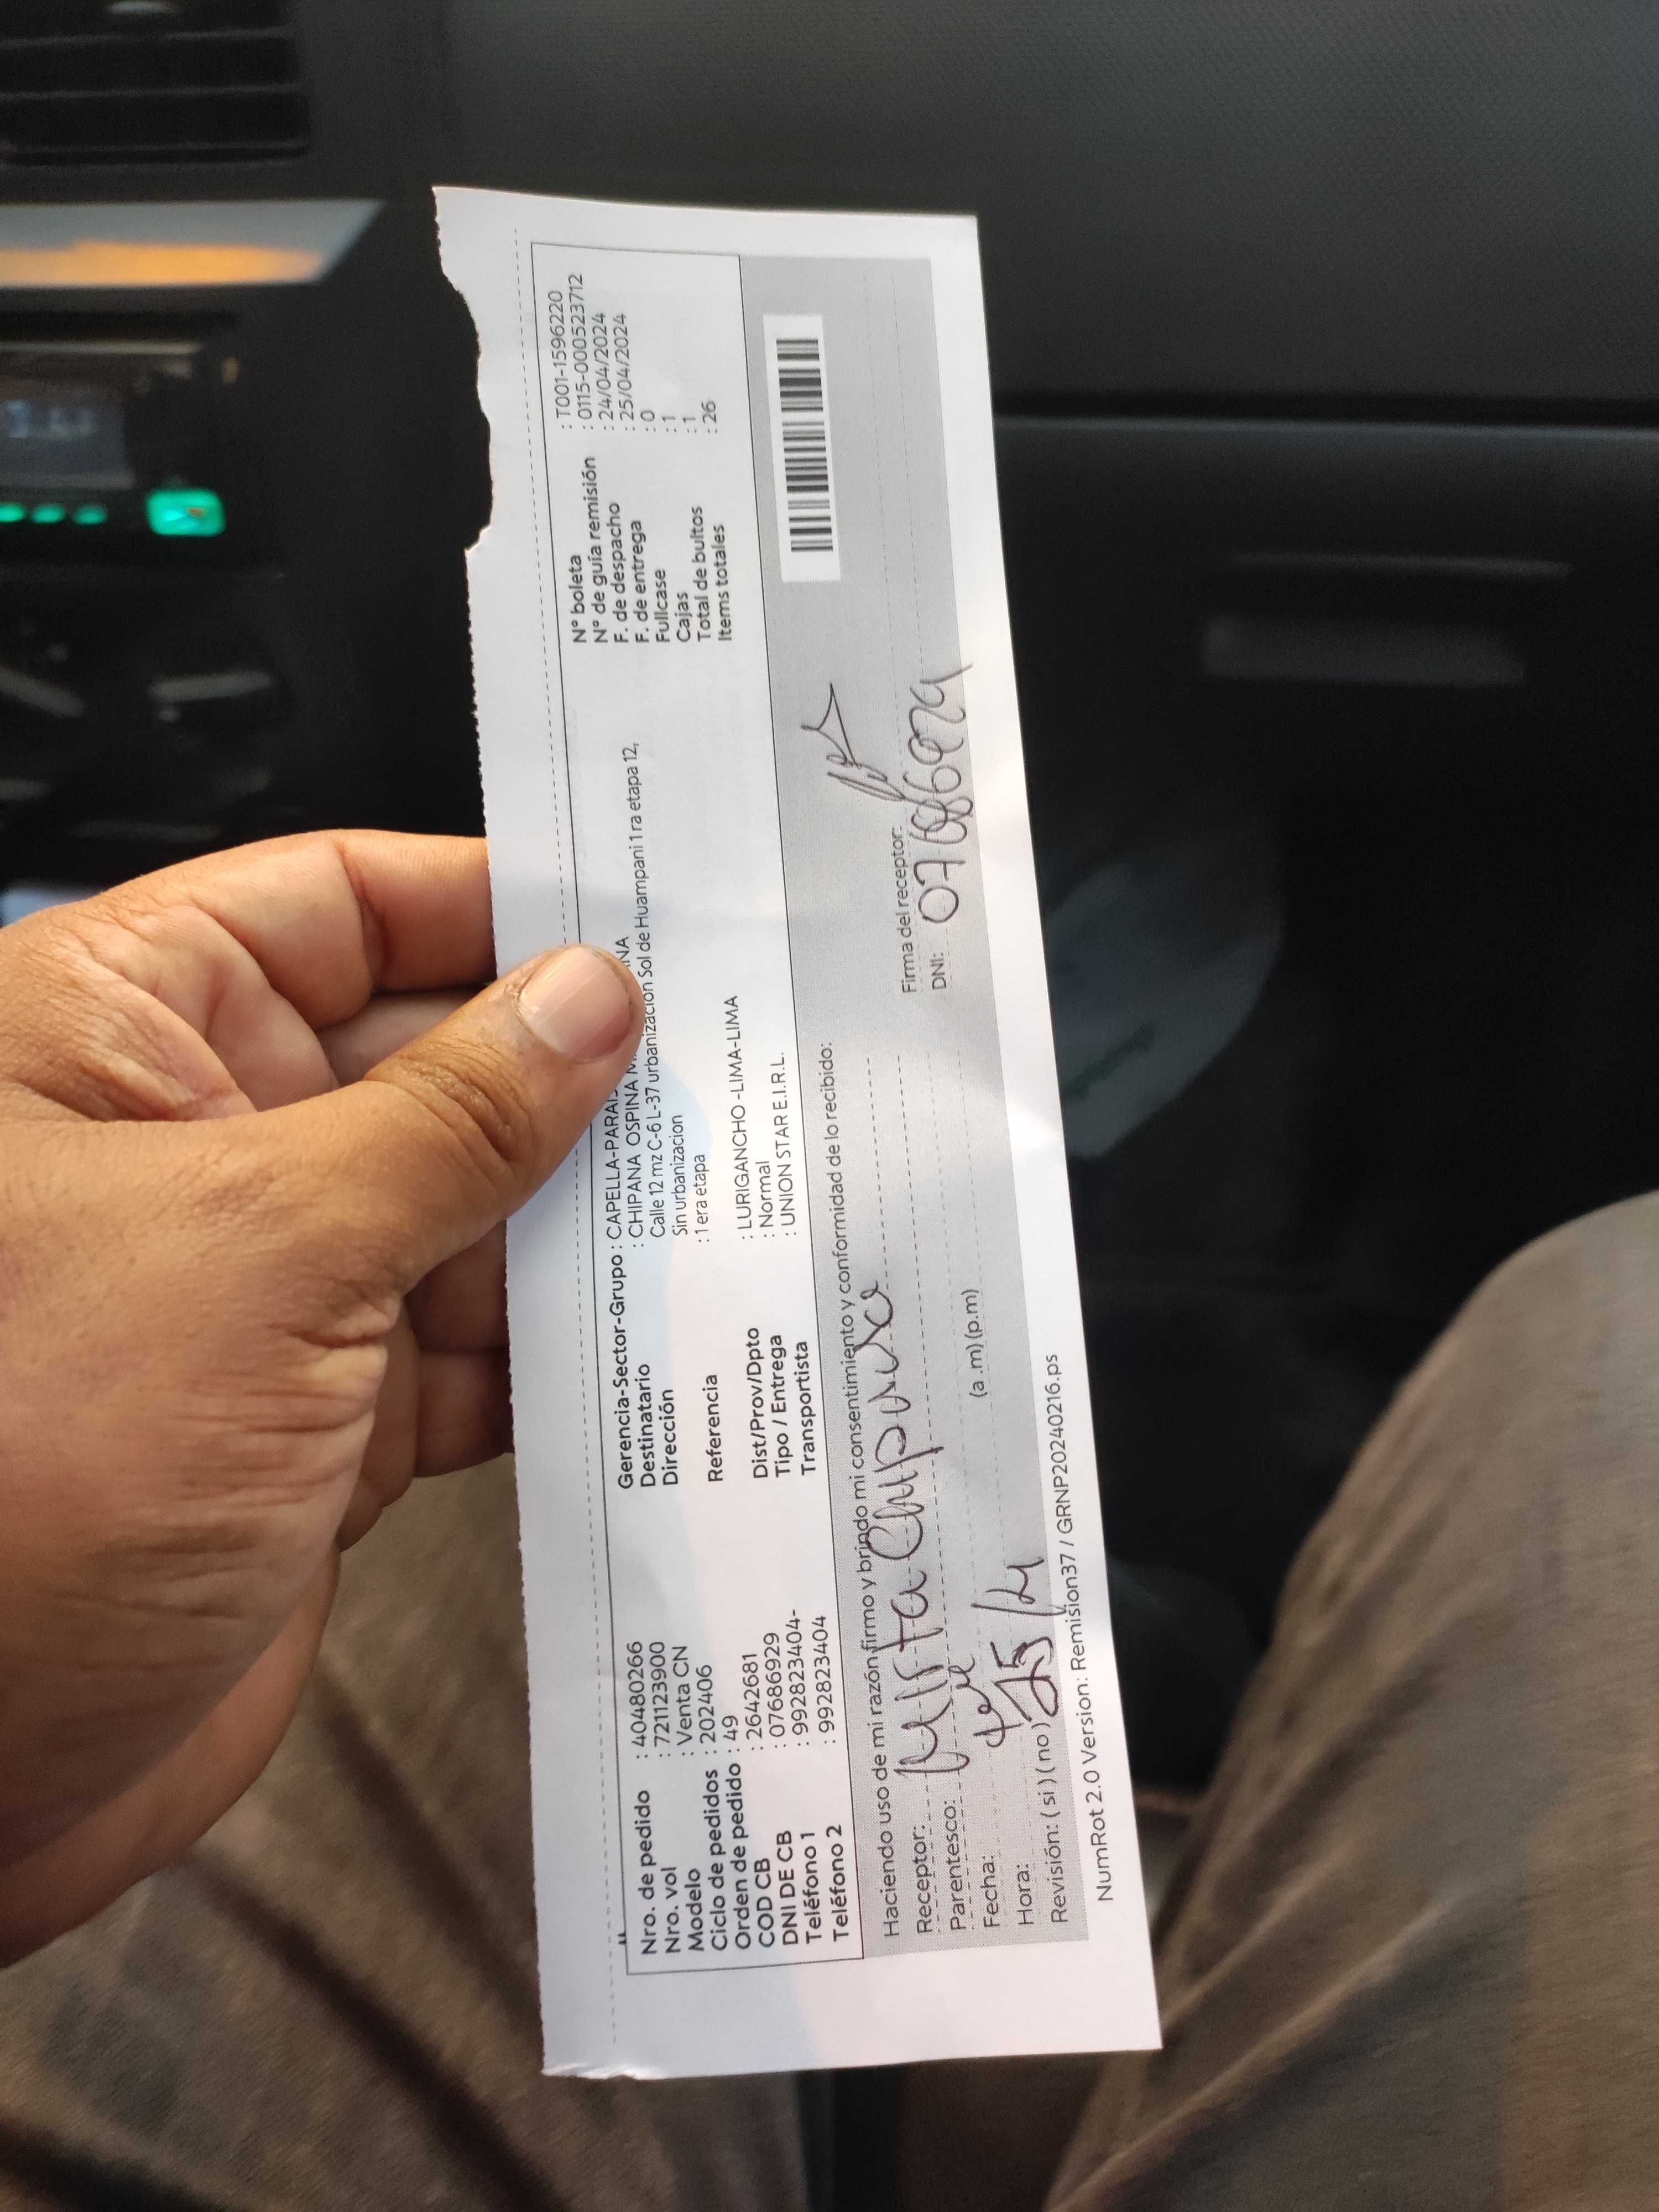 Nro. de pedido : 40480266
Nro. vol : 721123900
Modelo : Venta CN
Ciclo de pedidos : 202406
Orden de pedido : 49
COD CB : 2642681
DNI DE CB : 07686929
Teléfono 1 : 992823404-
Teléfono 2 : 992823404
Gerencia-Sector-Grupo : CAPELLA-PARAIS
Destinatario : CHIPANA OSPINA
Dirección Calle 12 mz C-6 L-37 urbanizacion Sol de Huampani 1 ra etapa 12,
Sin urbanizacion
Referencia : 1era etapa
Dist/Prov/Dpto : LURIGANCHO -LIMA-LIMA
Tipo / Entrega : Normal
Transportista : UNION STAR E.I.R.L.
N° boleta : T001-1596220
N° de guía remisión : 0115-000523712
F. de despacho : 24/04/2024
F. de entrega : 25/04/2024
Fullcase : 0
Cajas : 1
Total de bultos : 1
Items totales : 26
Haciendo uso de mi razón firmo y brindo mi consentimiento y conformidad de lo recibido:
Receptor:
Parentesco:
Fecha:
Hora: 25/4 (a .m) (p.m)
Revisión: ( si ) ( no )
Firma del receptor:
DNI:
NumRot 2.0 Version: Remision37 / GRNP20240216.ps